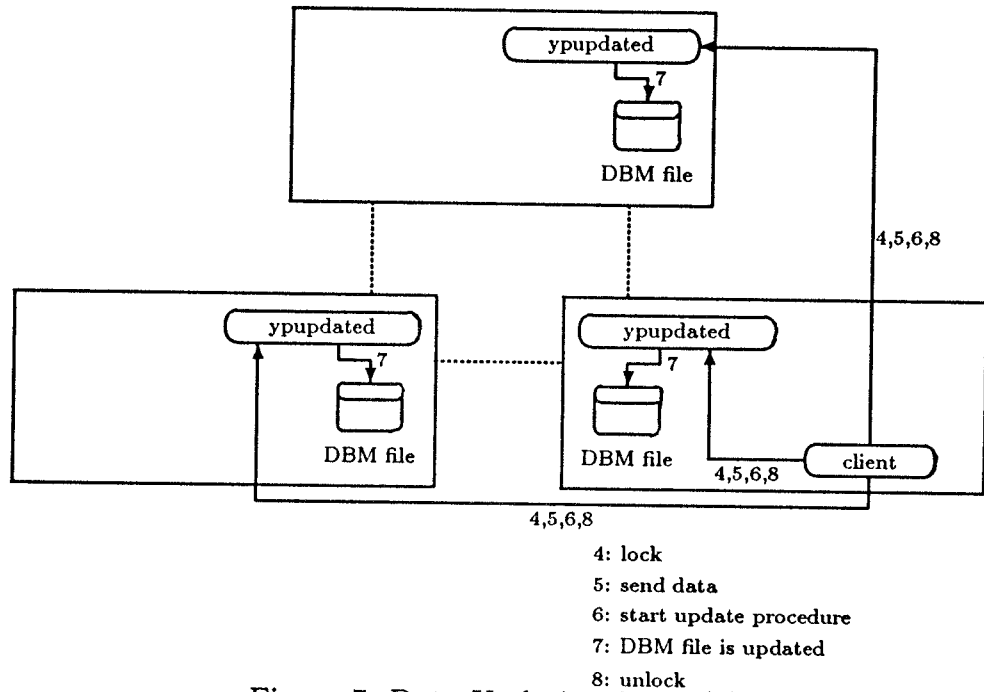 ypupdated
7
DBM file
4,5,6,8
ypupdated
7
DBM file
ypupdated
7
DBM file
client
4,5,6,8
4,5,6,8
4: lock
5: send data
6: start update procedure
7: DBM file is updated
8: unlock